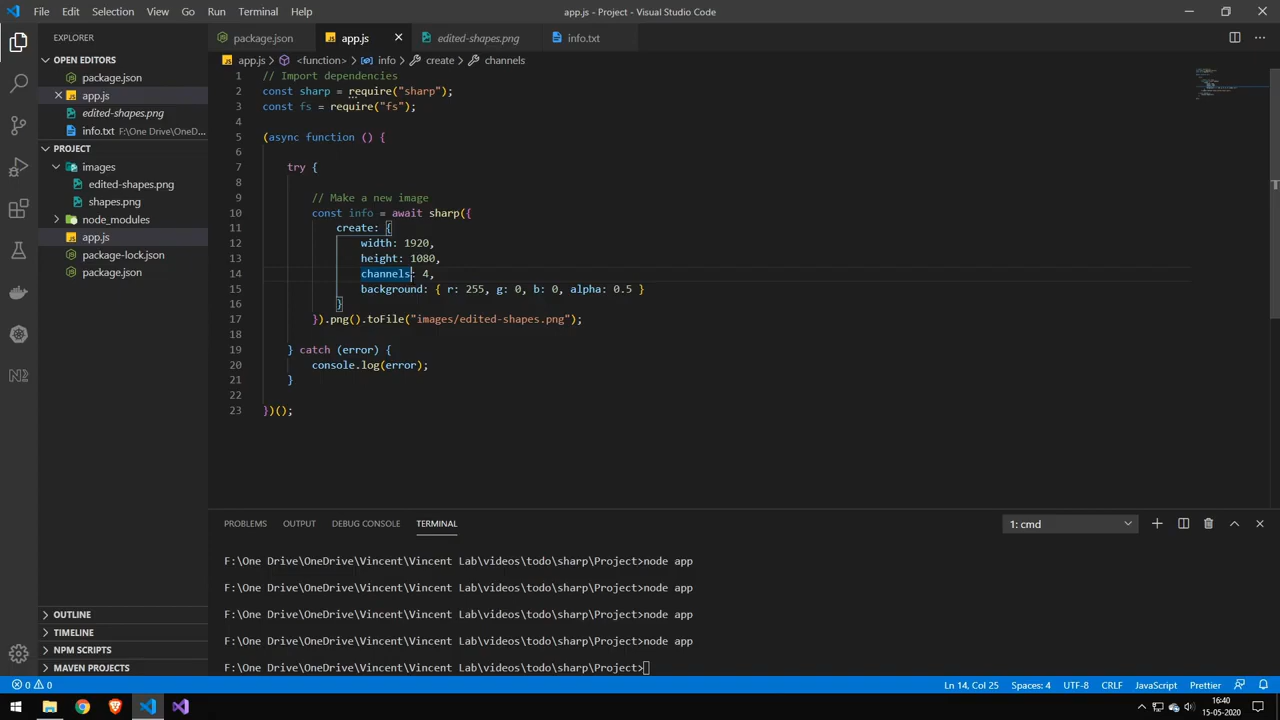 File Edit Selection View Go Run Terminal Help
app.js - Project - Visual Studio Code
EXPLORER
OPEN EDITORS
package.json
app.js
edited-shapes.png
info.txt F:\One Drive\OneD...
PROJECT
images
edited-shapes.png
shapes.png
node_modules
app.js
package-lock.json
package.json
OUTLINE
TIMELINE
NPM SCRIPTS
MAVEN PROJECTS
package.json app.js edited-shapes.png info.txt
app.js > <function> > info > create > channels
1 // Import dependencies
2 const sharp = require("sharp");
3 const fs = require("fs");
4
5 (async function () {
6
7 try {
8
9 // Make a new image
10 const info = await sharp({
11 create: {
12 width: 1920,
13 height: 1080,
14 channels: 4,
15 background: { r: 255, g: 0, b: 0, alpha: 0.5 }
16 }
17 }).png().toFile("images/edited-shapes.png");
18
19 } catch (error) {
20 console.log(error);
21 }
22
23 })();
PROBLEMS OUTPUT DEBUG CONSOLE TERMINAL
1: cmd
F:\One Drive\OneDrive\Vincent\Vincent Lab\videos\todo\sharp\Project>node app
F:\One Drive\OneDrive\Vincent\Vincent Lab\videos\todo\sharp\Project>node app
F:\One Drive\OneDrive\Vincent\Vincent Lab\videos\todo\sharp\Project>node app
F:\One Drive\OneDrive\Vincent\Vincent Lab\videos\todo\sharp\Project>node app
F:\One Drive\OneDrive\Vincent\Vincent Lab\videos\todo\sharp\Project>
0 0
Ln 14, Col 25 Spaces: 4 UTF-8 CRLF JavaScript Prettier
16:40
15-05-2020